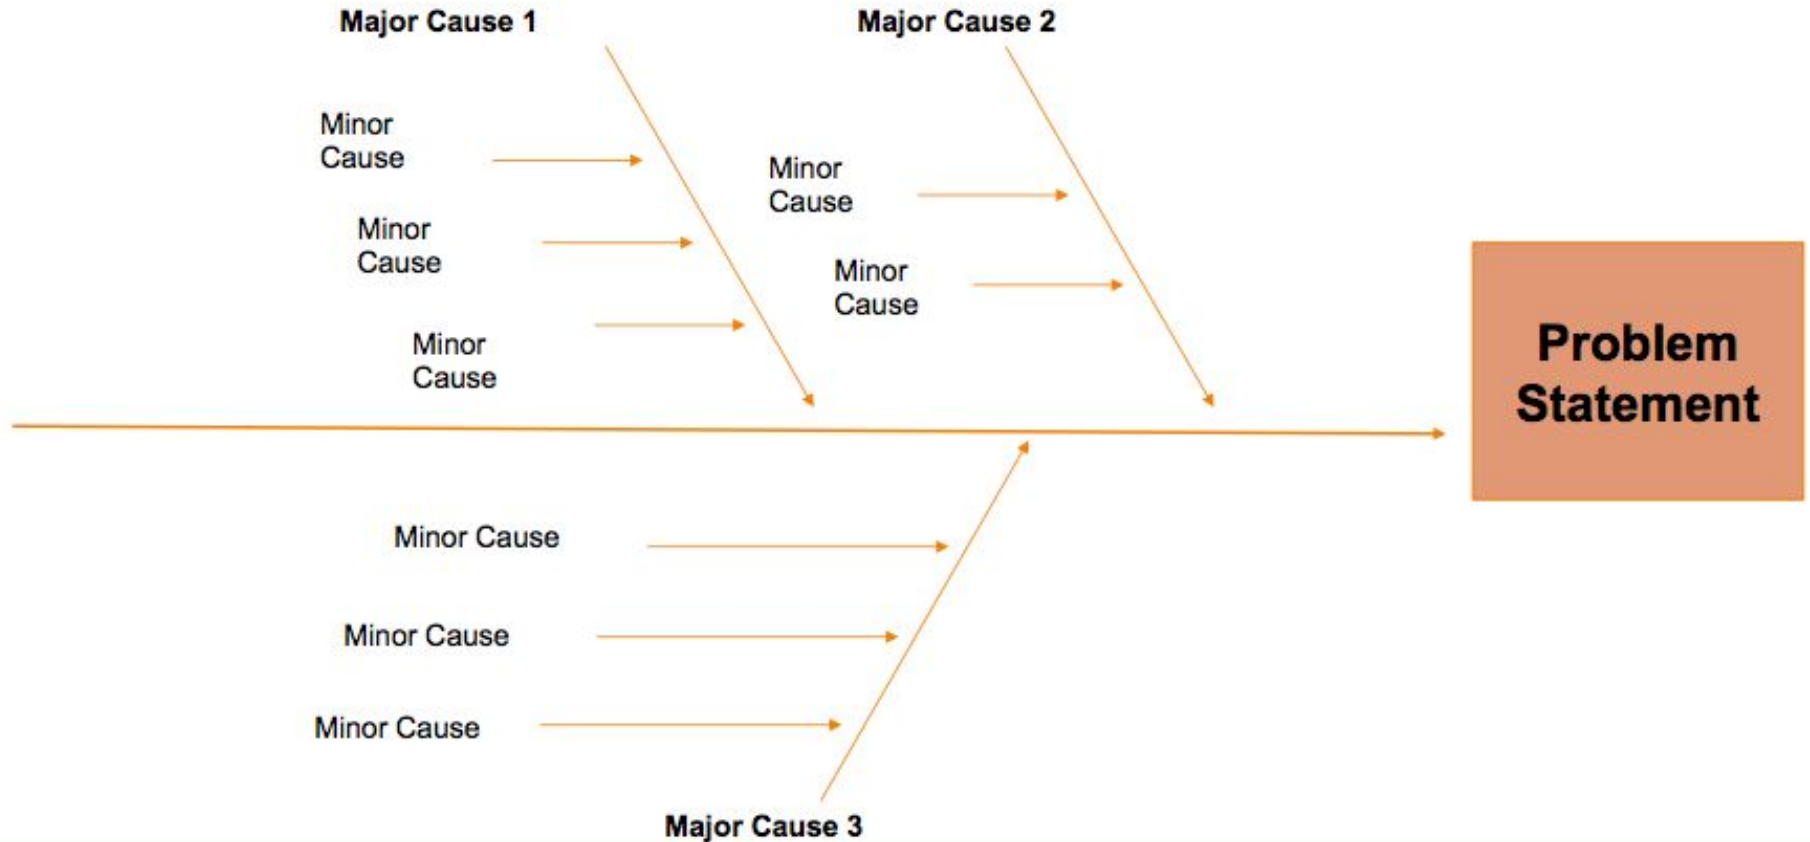 Major Cause 1
Major Cause 2
Minor
Cause
Minor
Cause
Minor
Cause
Minor
Cause
Minor
Cause
Problem
Statement
Minor Cause
Minor Cause
Minor Cause
Major Cause 3